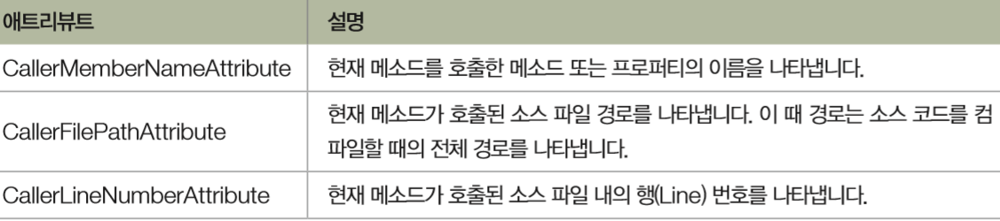 애트리뷰트 설명
CallerMemberNameAttribute 현재 메소드를 호출한 메소드 또는 프로퍼티의 이름을 나타냅니다.
CallerFilePathAttribute 현재 메소드가 호출된 소스 파일 경로를 나타냅니다. 이 때 경로는 소스 코드를 컴
파일할 때의 전체 경로를 나타냅니다.
CallerLineNumberAttribute 현재 메소드가 호출된 소스 파일 내의 행(Line) 번호를 나타냅니다.